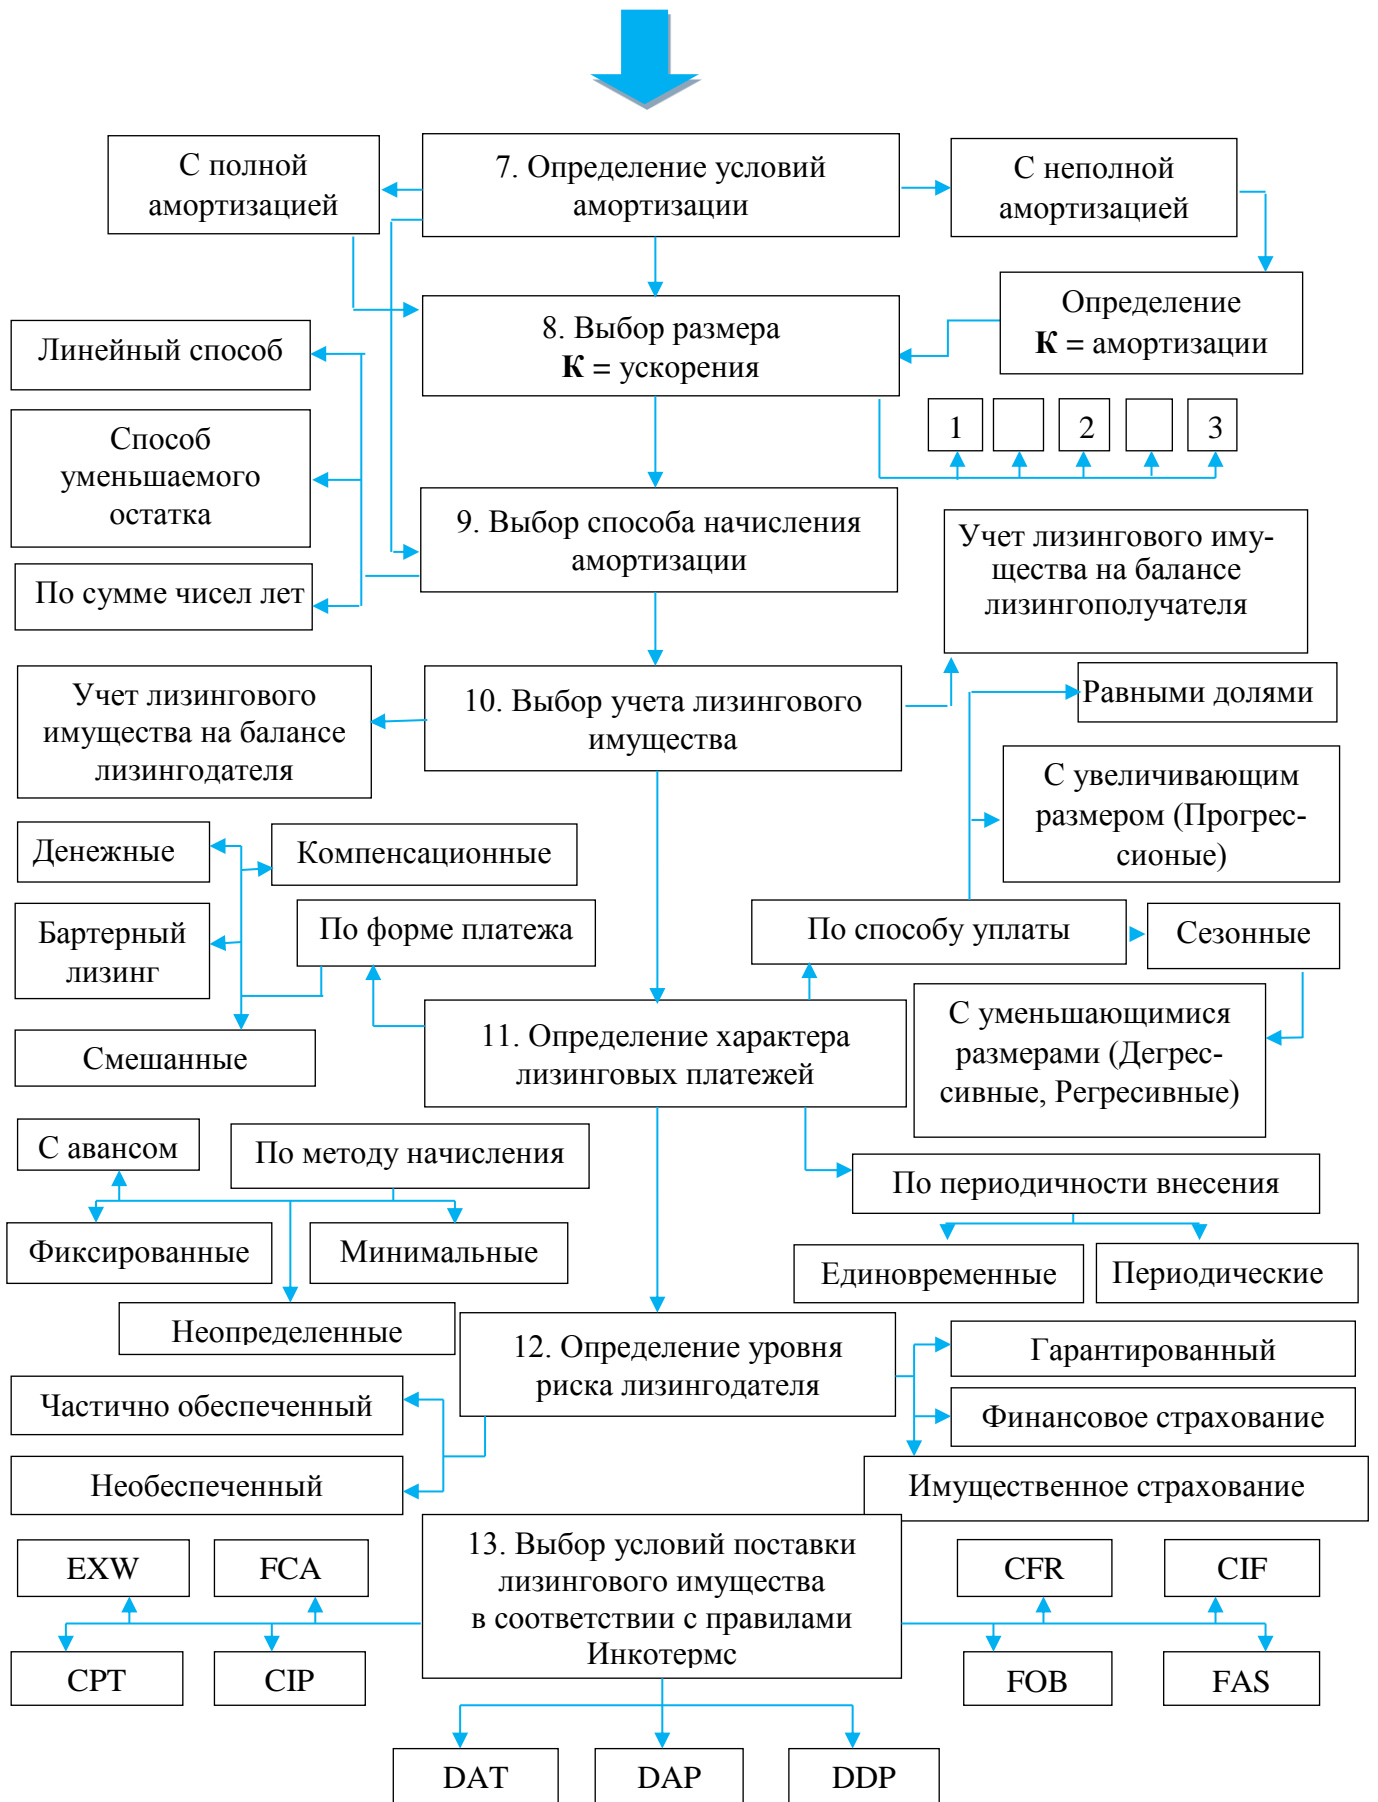 С полной
амортизацией
7. Определение условий
амортизации
С неполной
амортизацией
Определение
К = амортизации
8. Выбор размера
К = ускорения
Линейный способ
1
2
3
Способ
уменьшаемого
остатка
9. Выбор способа начисления
амортизации
Учет лизингового иму-
щества на балансе
лизингополучателя
По сумме чисел лет
Учет лизингового
имущества на балансе
лизингодателя
10. Выбор учета лизингового
имущества
Равными долями
С увеличивающим
размером (Прогрес-
сионые)
Денежные
Компенсационные
Бартерный
лизинг
По форме платежа
По способу уплаты
Сезонные
Смешанные
11. Определение характера
лизинговых платежей
С уменьшающимися
размерами (Дегрес-
сивные, Регресивные)
С авансом
По методу начисления
По периодичности внесения
Фиксированные
Минимальные
Единовременные
Периодические
Неопределенные
12. Определение уровня
риска лизингодателя
Гарантированный
Частично обеспеченный
Финансовое страхование
Необеспеченный
Имущественное страхование
13. Выбор условий поставки
лизингового имущества
в соответствии с правилами
Инкотермс
EXW
FCA
CFR
CIF
CPT
CIP
FOB
FAS
DAT
DAP
DDP